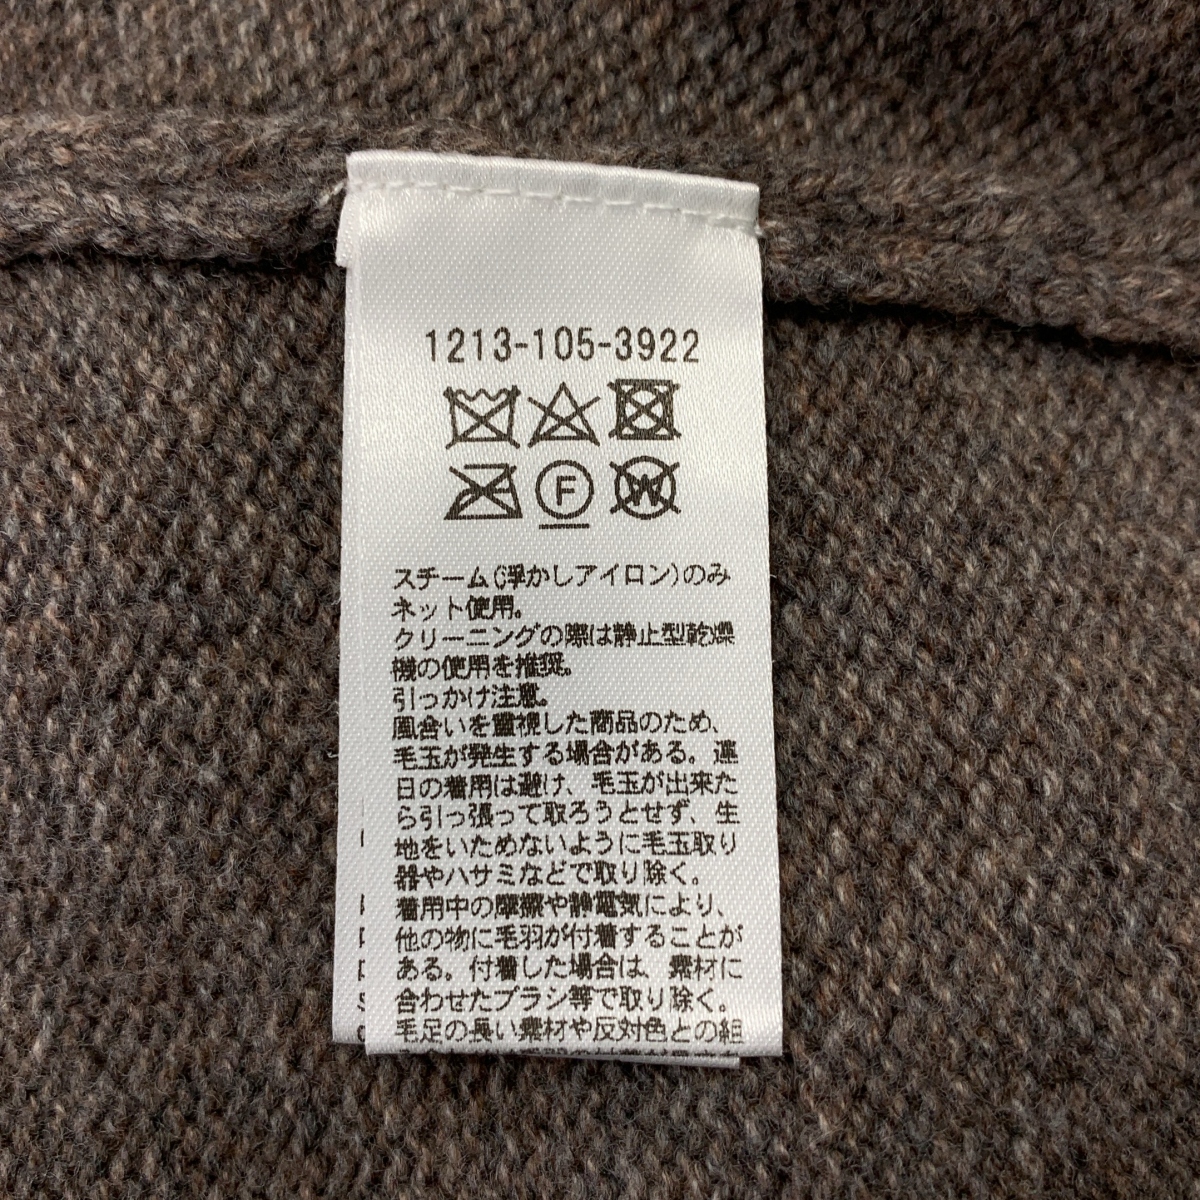 1213-105-3922
F
W
スチーム(浮かしアイロン)のみ
ネット使用。
クリーニングの際は静止型乾燥
機の使用を推奨。
引っかけ注意。
風合いを重視した商品のため、
毛玉が発生する場合がある。連
日の着用は避け、毛玉が出来た
ら引っ張って取ろうとせず、生
地をいためないように毛玉取り
器やハサミなどで取り除く。
着用中の摩擦や静電気により、
他の物に毛羽が付着することが
ある。付着した場合は、素材に
合わせたブラシ等で取り除く。
毛足の長い素材や反対色との組